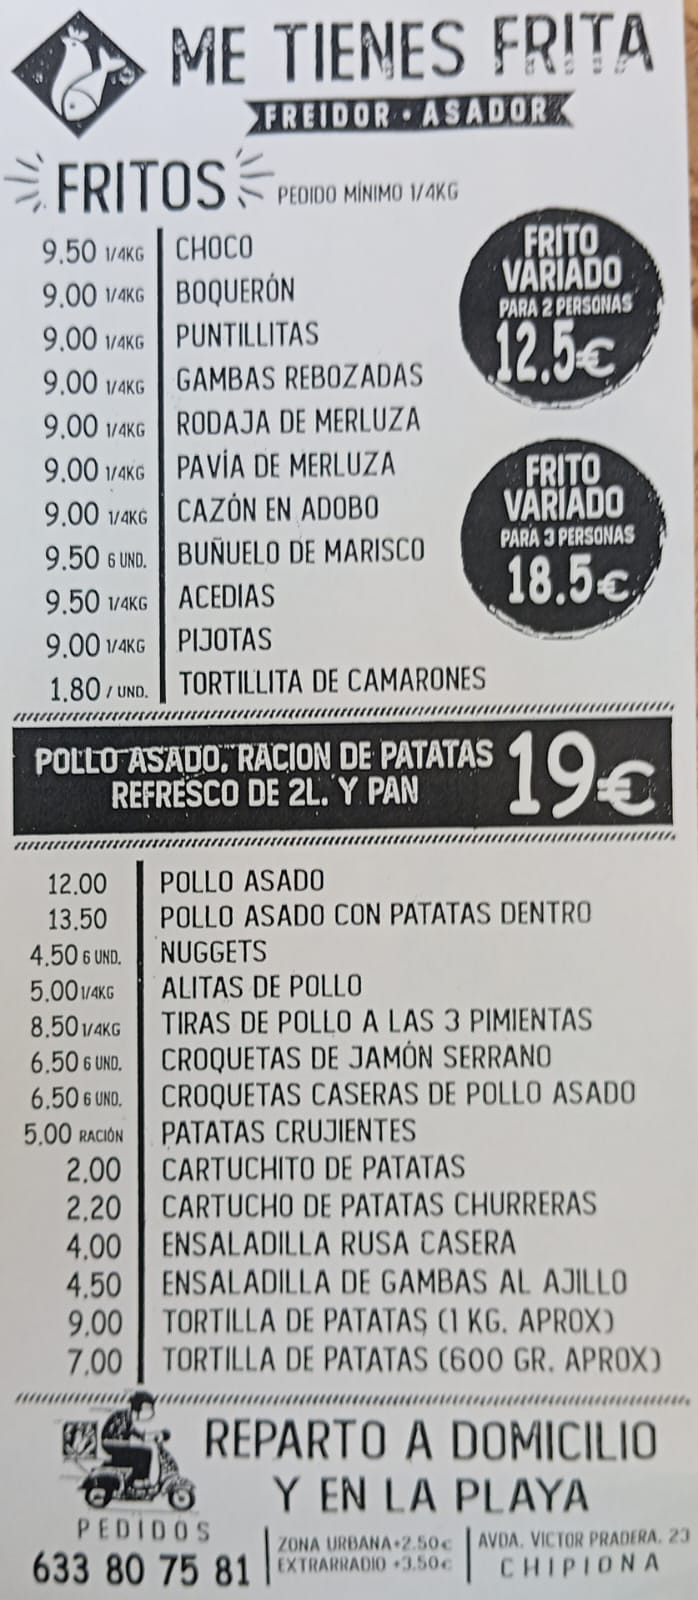 ME TIENES FRITA
FREIDOR · ASADOR
FRITOS PEDIDO MÍNIMO 1/4KG
9.50 1/4KG CHOCO
9.00 1/4KG BOQUERÓN
9.00 1/4KG PUNTILLITAS
9.00 1/4KG GAMBAS REBOZADAS
9.00 1/4KG RODAJA DE MERLUZA
9.00 1/4KG PAVÍA DE MERLUZA
9.00 1/4KG CAZÓN EN ADOBO
9.50 6 UND. BUÑUELO DE MARISCO
9.50 1/4KG ACEDIAS
9.00 1/4KG PIJOTAS
1.80 / UND. TORTILLITA DE CAMARONES
FRITO
VARIADO
PARA 2 PERSONAS
12.5€
FRITO
VARIADO
PARA 3 PERSONAS
18.5€
POLLO ASADO, RACION DE PATATAS
REFRESCO DE 2L. Y PAN
19€
12.00 POLLO ASADO
13.50 POLLO ASADO CON PATATAS DENTRO
4.50 6 UND. NUGGETS
5.00 1/4KG ALITAS DE POLLO
8.50 1/4KG TIRAS DE POLLO A LAS 3 PIMIENTAS
6.50 6 UND. CROQUETAS DE JAMÓN SERRANO
6.50 6 UND. CROQUETAS CASERAS DE POLLO ASADO
5.00 RACIÓN PATATAS CRUJIENTES
2.00 CARTUCHITO DE PATATAS
2.20 CARTUCHO DE PATATAS CHURRERAS
4.00 ENSALADILLA RUSA CASERA
4.50 ENSALADILLA DE GAMBAS AL AJILLO
9.00 TORTILLA DE PATATAS (1 KG. APROX)
7.00 TORTILLA DE PATATAS (600 GR. APROX)
REPARTO A DOMICILIO
Y EN LA PLAYA
PEDIDOS
633 80 75 81
ZONA URBANA+2.50€
EXTRARRADIO +3.50€
AVDA. VICTOR PRADERA, 23
CHIPIONA